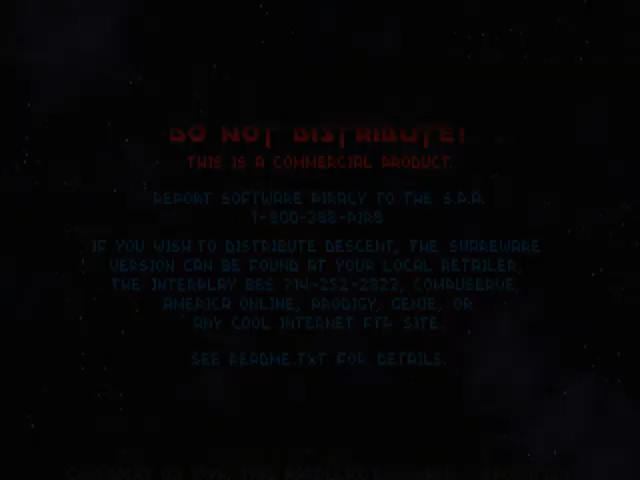 DO NOT DISTRIBUTE!
THIS IS A COMMERCIAL PRODUCT.
REPORT SOFTWARE PIRACY TO THE S.P.A.
1-800-388-PIR8
IF YOU WISH TO DISTRIBUTE DESCENT, THE SHAREWARE
VERSION CAN BE FOUND AT YOUR LOCAL RETAILER,
THE INTERPLAY BBS 714-252-2822, COMPUSERVE,
AMERICA ONLINE, PRODIGY, GENIE, OR
ANY COOL INTERNET FTP SITE.
SEE README.TXT FOR DETAILS.